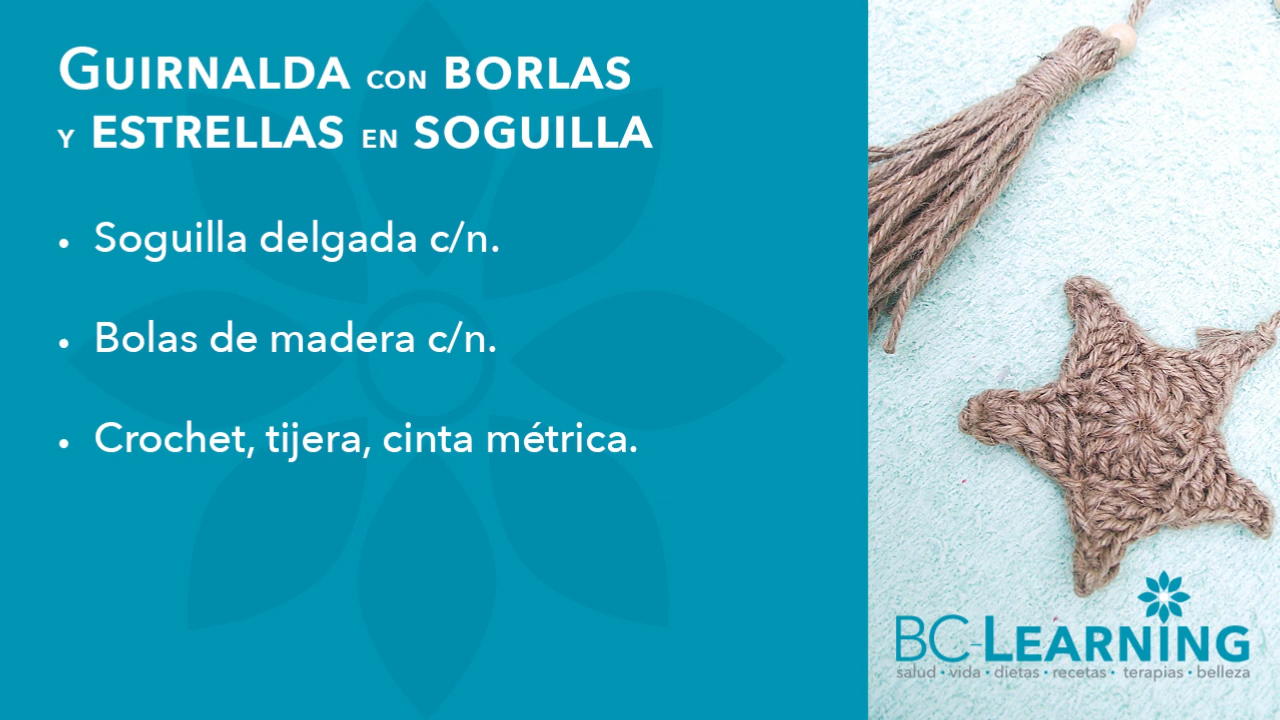 GUIRNALDA CON BORLAS
Y ESTRELLAS EN SOGUILLA
• Soguilla delgada c/n.
• Bolas de madera c/n.
• Crochet, tijera, cinta métrica.
BC-LEARNING
salud • vida • dietas • recetas • terapias • belleza